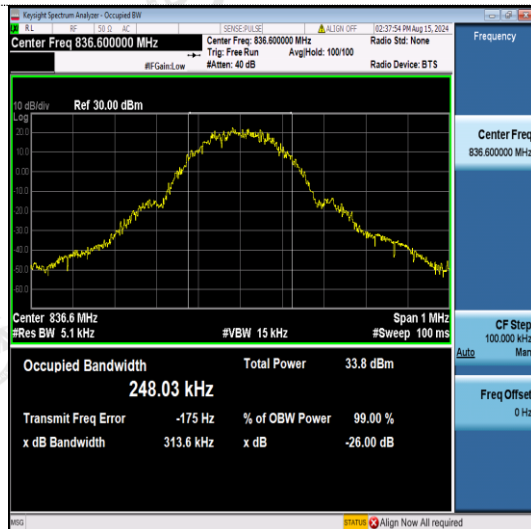 Keysight Spectrum Analyzer - Occupied BW
RL RF 50 Ω AC SENSE:PULSE ALIGN OFF 02:37:54 PM Aug 15, 2024
Center Freq 836.600000 MHz Center Freq: 836.600000 MHz Radio Std: None Frequency
Trig: Free Run Avg|Hold: 100/100
#IFGain:Low #Atten: 40 dB Radio Device: BTS
10 dB/div Ref 30.00 dBm
Log
20.0
10.0
0.00
-10.0
-20.0
-30.0
-40.0
-50.0
-60.0
Center Freq
836.600000 MHz
Center 836.6 MHz Span 1 MHz
#Res BW 5.1 kHz #VBW 15 kHz #Sweep 100 ms
CF Step
100.000 kHz
Auto Man
Occupied Bandwidth Total Power 33.8 dBm
248.03 kHz
Transmit Freq Error -175 Hz % of OBW Power 99.00 %
x dB Bandwidth 313.6 kHz x dB -26.00 dB
Freq Offset
0 Hz
MSG STATUS Align Now All required